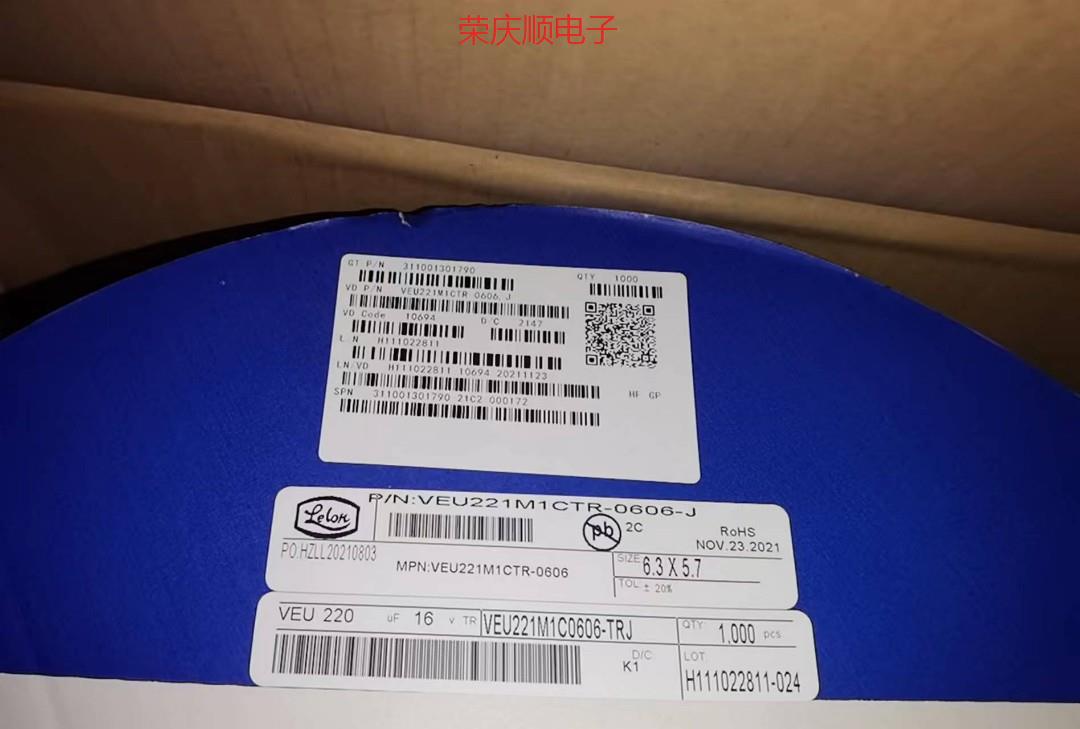 荣庆顺电子
GT P/N 311001301790
QTY 1000
VD P/N VEU221M1CTR-0606.J
VD Code 10694 D/C 2147
L N H111022811
LN/VD H111022811 10694 20211123
HF GP
SPN 311001301790 21C2 000172
Lelon
P/N:VEU221M1CTR-0606-J
pb 2C
RoHS
NOV.23.2021
PO.HZLL20210803
MPN:VEU221M1CTR-0606
SIZE: 6.3 X 5.7
TOL: ± 20%
VEU 220 uF 16 V TR VEU221M1C0606-TRJ
QTY: 1,000 pcs
D/C
K1
LOT:
H111022811-024